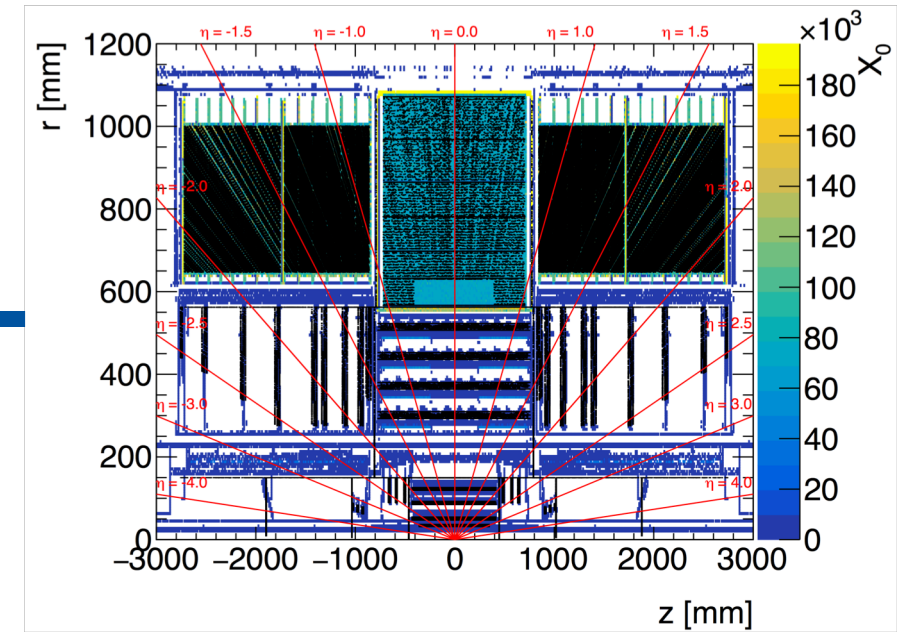 ×10³
η = -1.5
η = -1.0
η = 0.0
η = 1.0
η = 1.5
r [mm]
1200
1000
800
600
400
200
0
η = -2.0
η = -2.5
η = -3.0
η = -4.0
η = 2.0
η = 2.5
η = 3.0
η = 4.0
X₀
180
160
140
120
100
80
60
40
20
0
−3000 −2000 −1000 0 1000 2000 3000
z [mm]